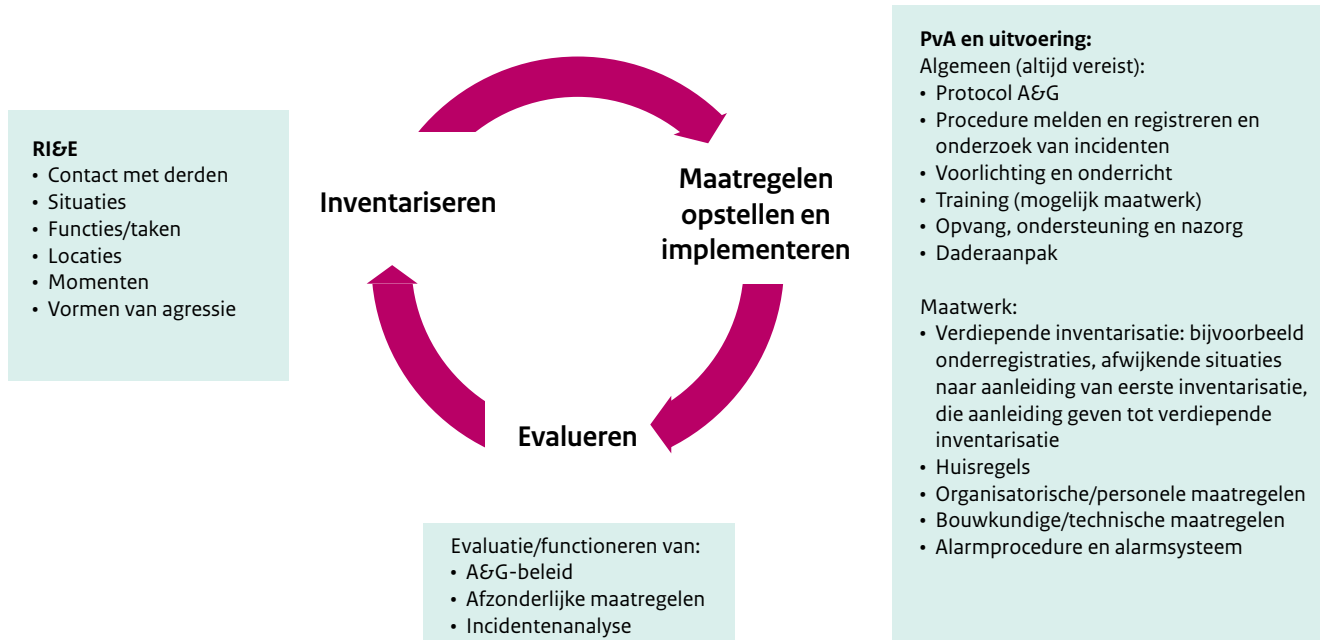 RI&E
• Contact met derden
• Situaties
• Functies/taken
• Locaties
• Momenten
• Vormen van agressie
Inventariseren
Maatregelen
opstellen en
implementeren
Evalueren
Evaluatie/functioneren van:
• A&G-beleid
• Afzonderlijke maatregelen
• Incidentenanalyse
PvA en uitvoering:
Algemeen (altijd vereist):
• Protocol A&G
• Procedure melden en registreren en
onderzoek van incidenten
• Voorlichting en onderricht
• Training (mogelijk maatwerk)
• Opvang, ondersteuning en nazorg
• Daderaanpak
Maatwerk:
• Verdiepende inventarisatie: bijvoorbeeld
onderregistraties, afwijkende situaties
naar aanleiding van eerste inventarisatie,
die aanleiding geven tot verdiepende
inventarisatie
• Huisregels
• Organisatorische/personele maatregelen
• Bouwkundige/technische maatregelen
• Alarmprocedure en alarmsysteem